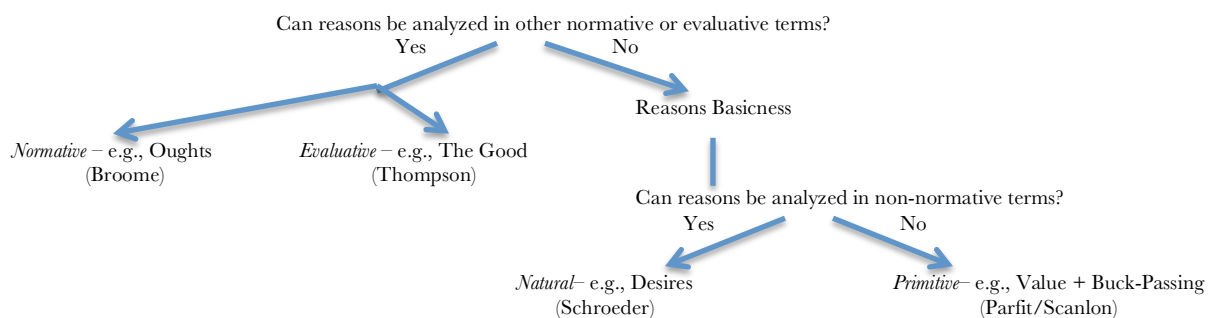 Can reasons be analyzed in other normative or evaluative terms?
Yes No
Reasons Basicness
Normative – e.g., Oughts
(Broome)
Evaluative – e.g., The Good
(Thompson)
Can reasons be analyzed in non-normative terms?
Yes No
Natural– e.g., Desires
(Schroeder)
Primitive– e.g., Value + Buck-Passing
(Parfit/Scanlon)